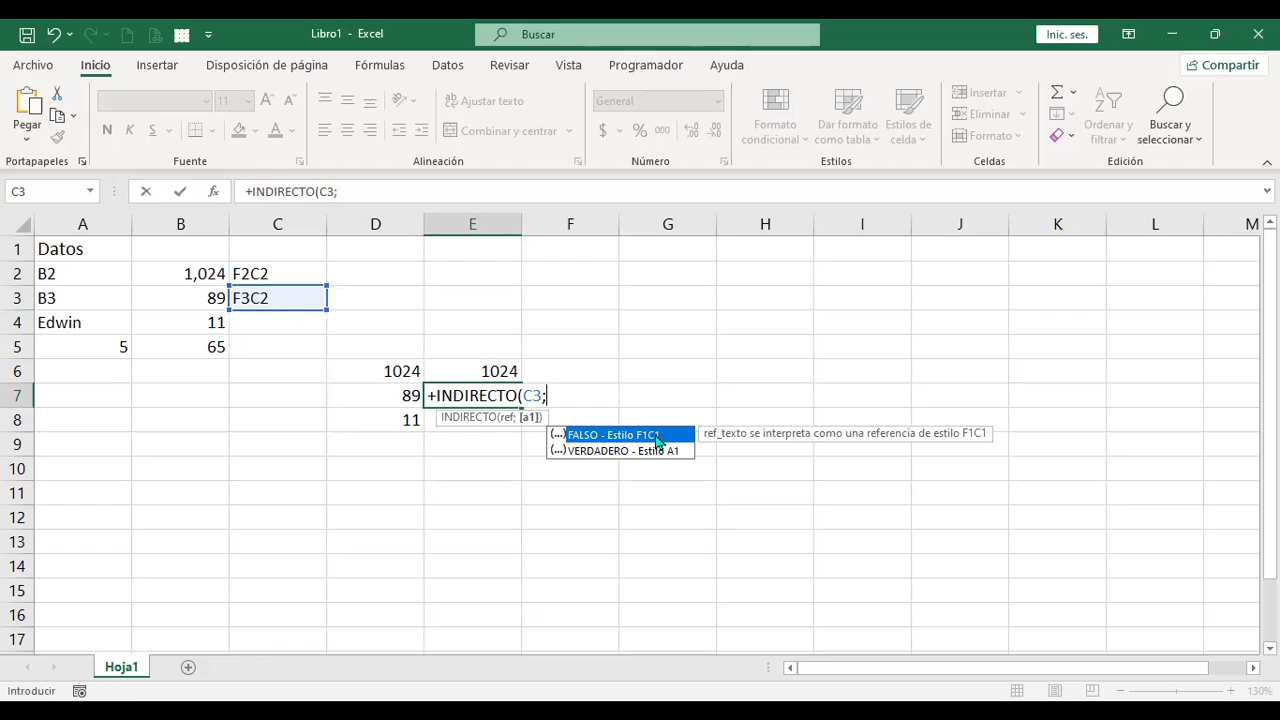 Libro1 - Excel
Buscar
Inic. ses.
Archivo Inicio Insertar Disposición de página Fórmulas Datos Revisar Vista Programador Ayuda
Compartir
Pegar
11
N K S
Ajustar texto
Combinar y centrar
General
$ % 000
Formato condicional
Dar formato como tabla
Estilos de celda
Insertar
Eliminar
Formato
Ordenar y filtrar
Buscar y seleccionar
Portapapeles Fuente Alineación Número Estilos Celdas Edición
C3
fx
+INDIRECTO(C3;
A B C D E F G H I J K L M
1 Datos
2 B2 1,024 F2C2
3 B3 89 F3C2
4 Edwin 11
5 5 65
6 1024 1024
7 89 +INDIRECTO(C3;
8 11
INDIRECTO(ref; [a1])
(...) FALSO - Estilo F1C1
ref_texto se interpreta como una referencia de estilo F1C1
(...) VERDADERO - Estilo A1
9
10
11
12
13
14
15
16
17
Hoja1
Introducir
130%